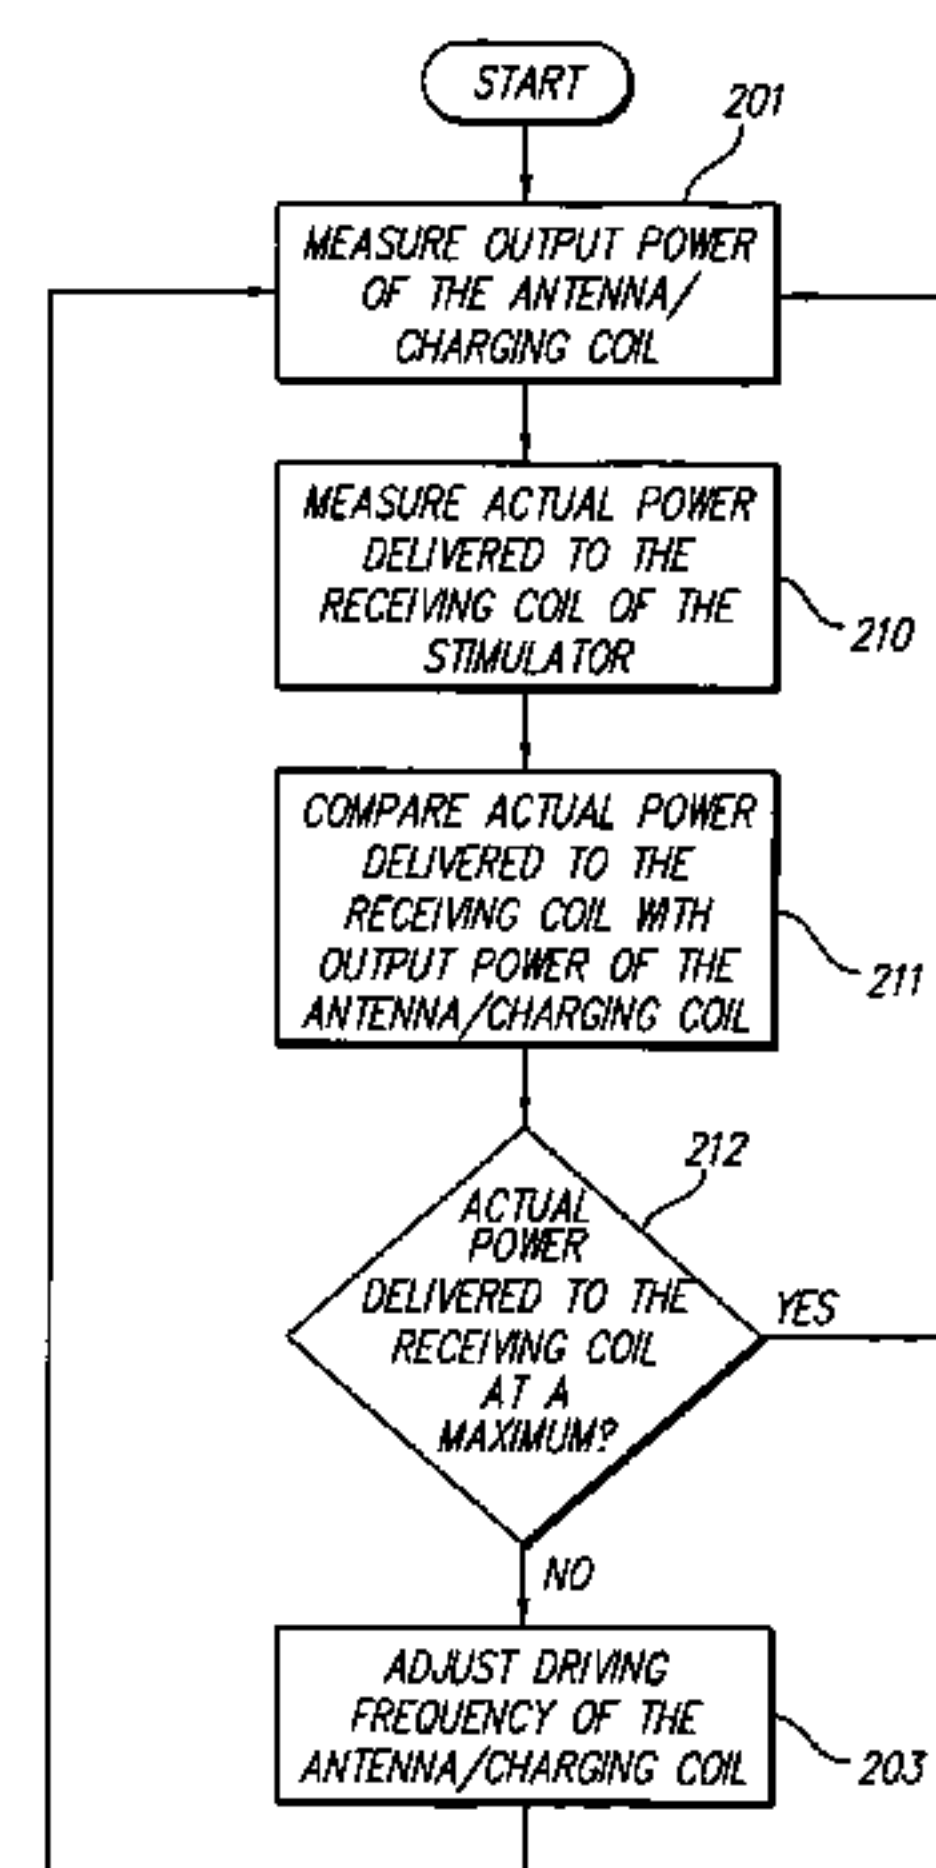 START
201
MEASURE OUTPUT POWER
OF THE ANTENNA/
CHARGING COIL
MEASURE ACTUAL POWER
DELIVERED TO THE
RECEIVING COIL OF THE
STIMULATOR
210
COMPARE ACTUAL POWER
DELIVERED TO THE
RECEIVING COIL WITH
OUTPUT POWER OF THE
ANTENNA/CHARGING COIL
211
212
ACTUAL
POWER
DELIVERED TO THE
RECEIVING COIL
AT A
MAXIMUM?
YES
NO
ADJUST DRIVING
FREQUENCY OF THE
ANTENNA/CHARGING COIL
203